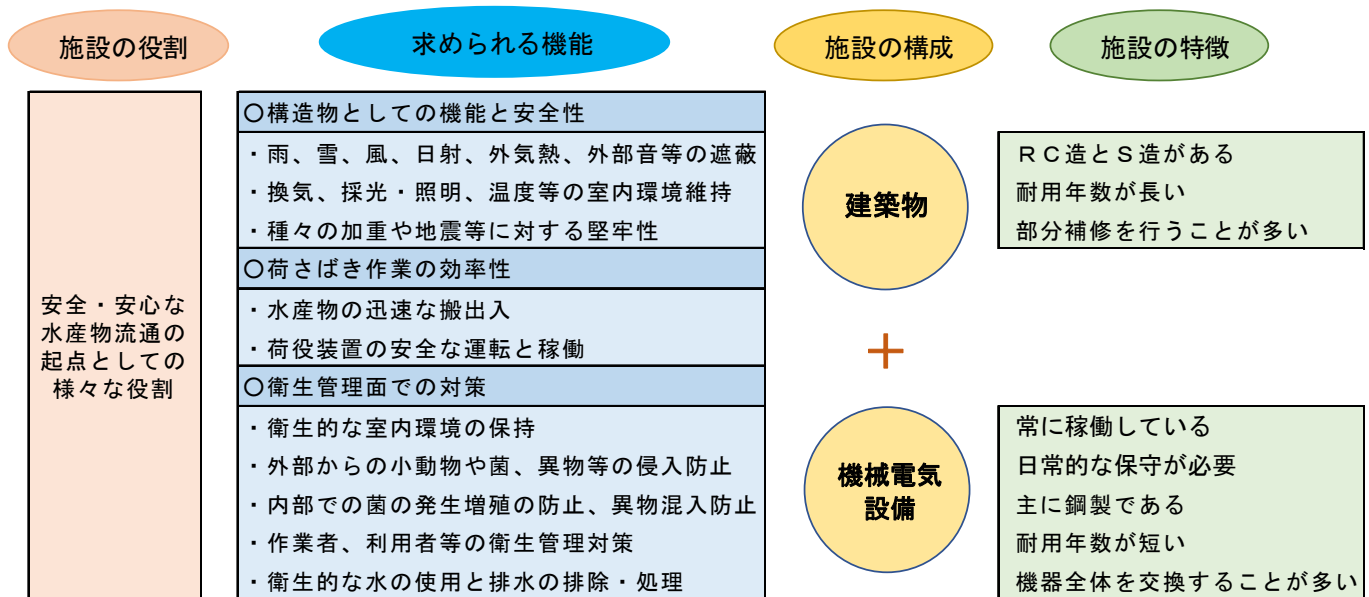 施設の役割
求められる機能
施設の構成
施設の特徴
安全・安心な
水産物流通の
起点としての
様々な役割
〇構造物としての機能と安全性
・雨、雪、風、日射、外気熱、外部音等の遮蔽
・換気、採光・照明、温度等の室内環境維持
・種々の加重や地震等に対する堅牢性
〇荷さばき作業の効率性
・水産物の迅速な搬出入
・荷役装置の安全な運転と稼働
〇衛生管理面での対策
・衛生的な室内環境の保持
・外部からの小動物や菌、異物等の侵入防止
・内部での菌の発生増殖の防止、異物混入防止
・作業者、利用者等の衛生管理対策
・衛生的な水の使用と排水の排除・処理
建築物
＋
機械電気
設備
ＲＣ造とＳ造がある
耐用年数が長い
部分補修を行うことが多い
常に稼働している
日常的な保守が必要
主に鋼製である
耐用年数が短い
機器全体を交換することが多い